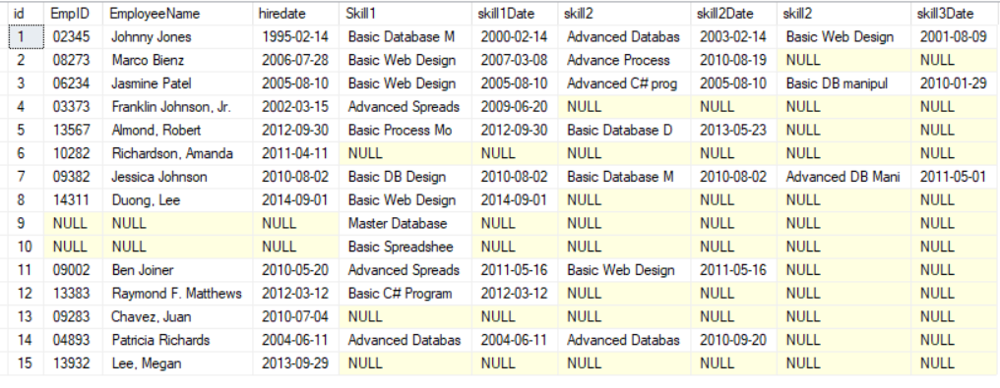 id EmpID EmployeeName hiredate Skill1 skill1Date skill2 skill2Date skill2 skill3Date
1 02345 Johnny Jones 1995-02-14 Basic Database M 2000-02-14 Advanced Databas 2003-02-14 Basic Web Design 2001-08-09
2 08273 Marco Bienz 2006-07-28 Basic Web Design 2007-03-08 Advance Process 2010-08-19 NULL NULL
3 06234 Jasmine Patel 2005-08-10 Basic Web Design 2005-08-10 Advanced C# prog 2005-08-10 Basic DB manipul 2010-01-29
4 03373 Franklin Johnson, Jr. 2002-03-15 Advanced Spreads 2009-06-20 NULL NULL NULL NULL
5 13567 Almond, Robert 2012-09-30 Basic Process Mo 2012-09-30 Basic Database D 2013-05-23 NULL NULL
6 10282 Richardson, Amanda 2011-04-11 NULL NULL NULL NULL NULL NULL
7 09382 Jessica Johnson 2010-08-02 Basic DB Design 2010-08-02 Basic Database M 2010-08-02 Advanced DB Mani 2011-05-01
8 14311 Duong, Lee 2014-09-01 Basic Web Design 2014-09-01 NULL NULL NULL NULL
9 NULL NULL NULL Master Database NULL NULL NULL NULL NULL
10 NULL NULL NULL Basic Spreadshee NULL NULL NULL NULL NULL
11 09002 Ben Joiner 2010-05-20 Advanced Spreads 2011-05-16 Basic Web Design 2011-05-16 NULL NULL
12 13383 Raymond F. Matthews 2012-03-12 Basic C# Program 2012-03-12 NULL NULL NULL NULL
13 09283 Chavez, Juan 2010-07-04 NULL NULL NULL NULL NULL NULL
14 04893 Patricia Richards 2004-06-11 Advanced Databas 2004-06-11 Advanced Databas 2010-09-20 NULL NULL
15 13932 Lee, Megan 2013-09-29 NULL NULL NULL NULL NULL NULL